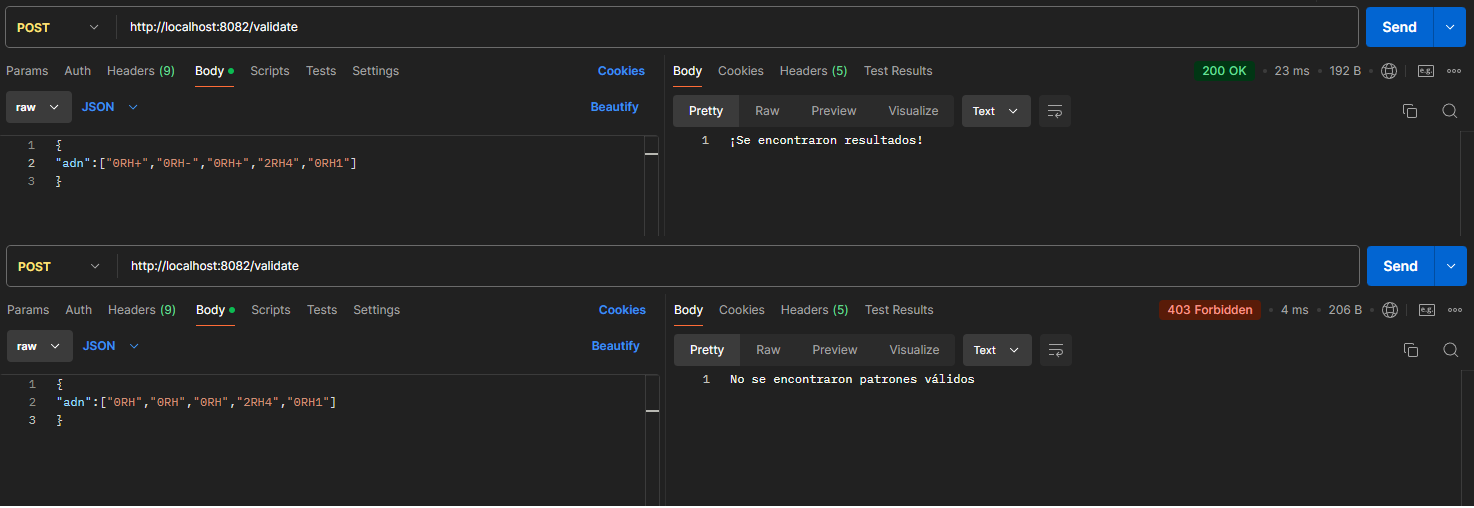 POST http://localhost:8082/validate Send
Params Auth Headers (9) Body Scripts Tests Settings Cookies
raw JSON Beautify
1 {
2 "adn":["0RH+","0RH-","0RH+","2RH4","0RH1"]
3 }
Body Cookies Headers (5) Test Results 200 OK 23 ms 192 B e.g.
Pretty Raw Preview Visualize Text
1 ¡Se encontraron resultados!
POST http://localhost:8082/validate Send
Params Auth Headers (9) Body Scripts Tests Settings Cookies
raw JSON Beautify
1 {
2 "adn":["0RH","0RH","0RH","2RH4","0RH1"]
3 }
Body Cookies Headers (5) Test Results 403 Forbidden 4 ms 206 B e.g.
Pretty Raw Preview Visualize Text
1 No se encontraron patrones válidos